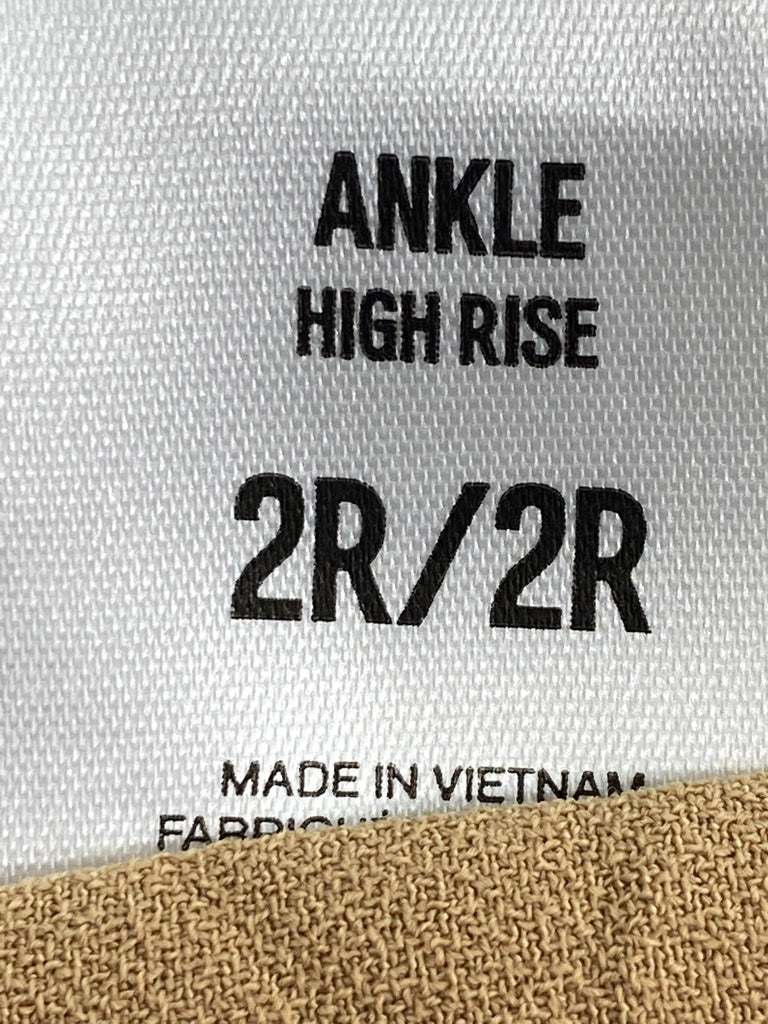 ANKLE
HIGH RISE
2R/2R
MADE IN VIETNAM